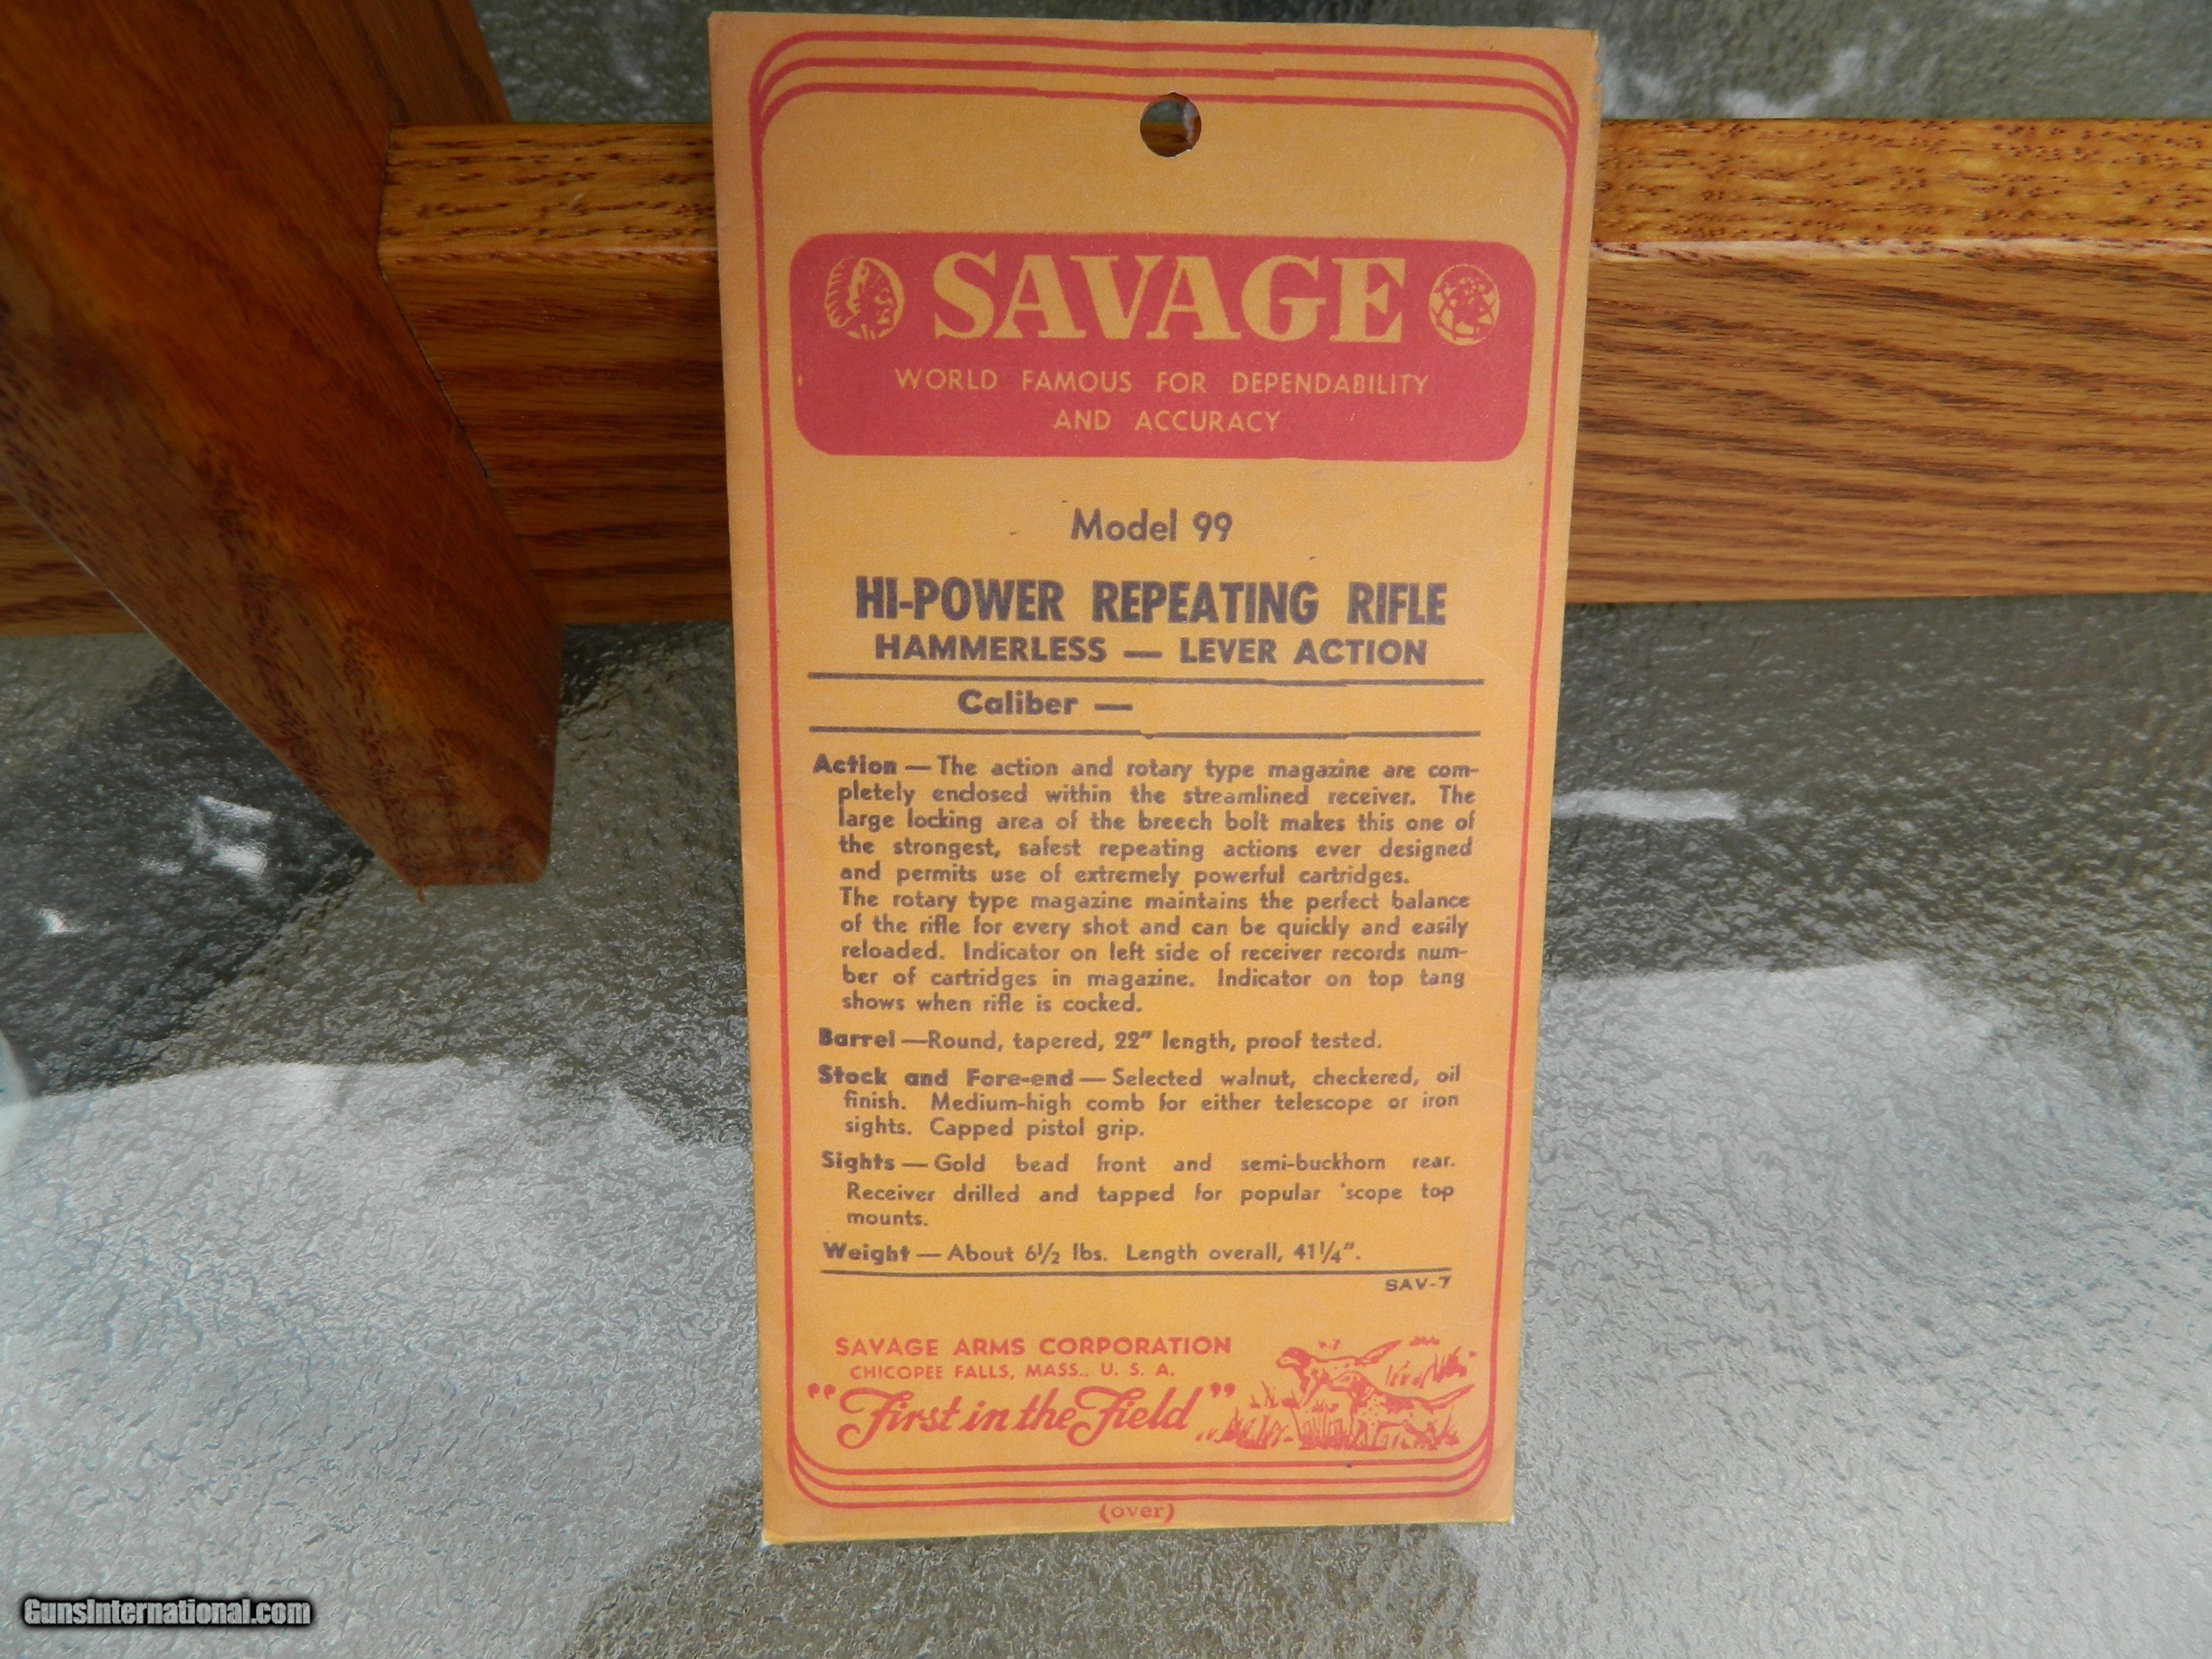 SAVAGE
WORLD FAMOUS FOR DEPENDABILITY
AND ACCURACY
Model 99
HI-POWER REPEATING RIFLE
HAMMERLESS — LEVER ACTION
Caliber —
Action — The action and rotary type magazine are com-
pletely enclosed within the streamlined receiver. The
large locking area of the breech bolt makes this one of
the strongest, safest repeating actions ever designed
and permits use of extremely powerful cartridges.
The rotary type magazine maintains the perfect balance
of the rifle for every shot and can be quickly and easily
reloaded. Indicator on left side of receiver records num-
ber of cartridges in magazine. Indicator on top tang
shows when rifle is cocked.
Barrel —Round, tapered, 22" length, proof tested.
Stock and Fore-end — Selected walnut, checkered, oil
finish. Medium-high comb for either telescope or iron
sights. Capped pistol grip.
Sights — Gold bead front and semi-buckhorn rear.
Receiver drilled and tapped for popular 'scope top
mounts.
Weight — About 6½ lbs. Length overall, 41¼".
SAV-7
SAVAGE ARMS CORPORATION
CHICOPEE FALLS, MASS., U. S. A.
"First in the Field"
(over)
GunsInternational.com